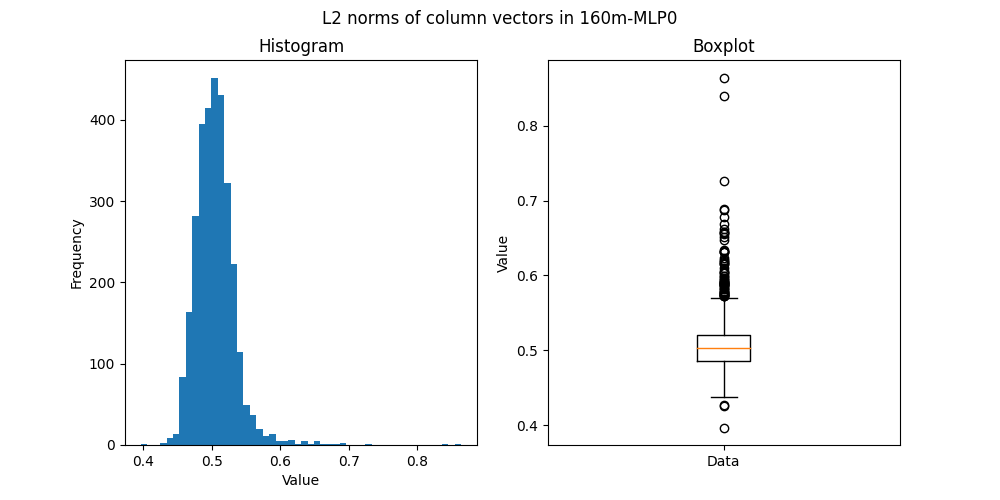 L2 norms of column vectors in 160m-MLP0
Histogram
Frequency
400
300
200
100
0
0.4 0.5 0.6 0.7 0.8
Value
Boxplot
Value
0.8
0.7
0.6
0.5
0.4
Data